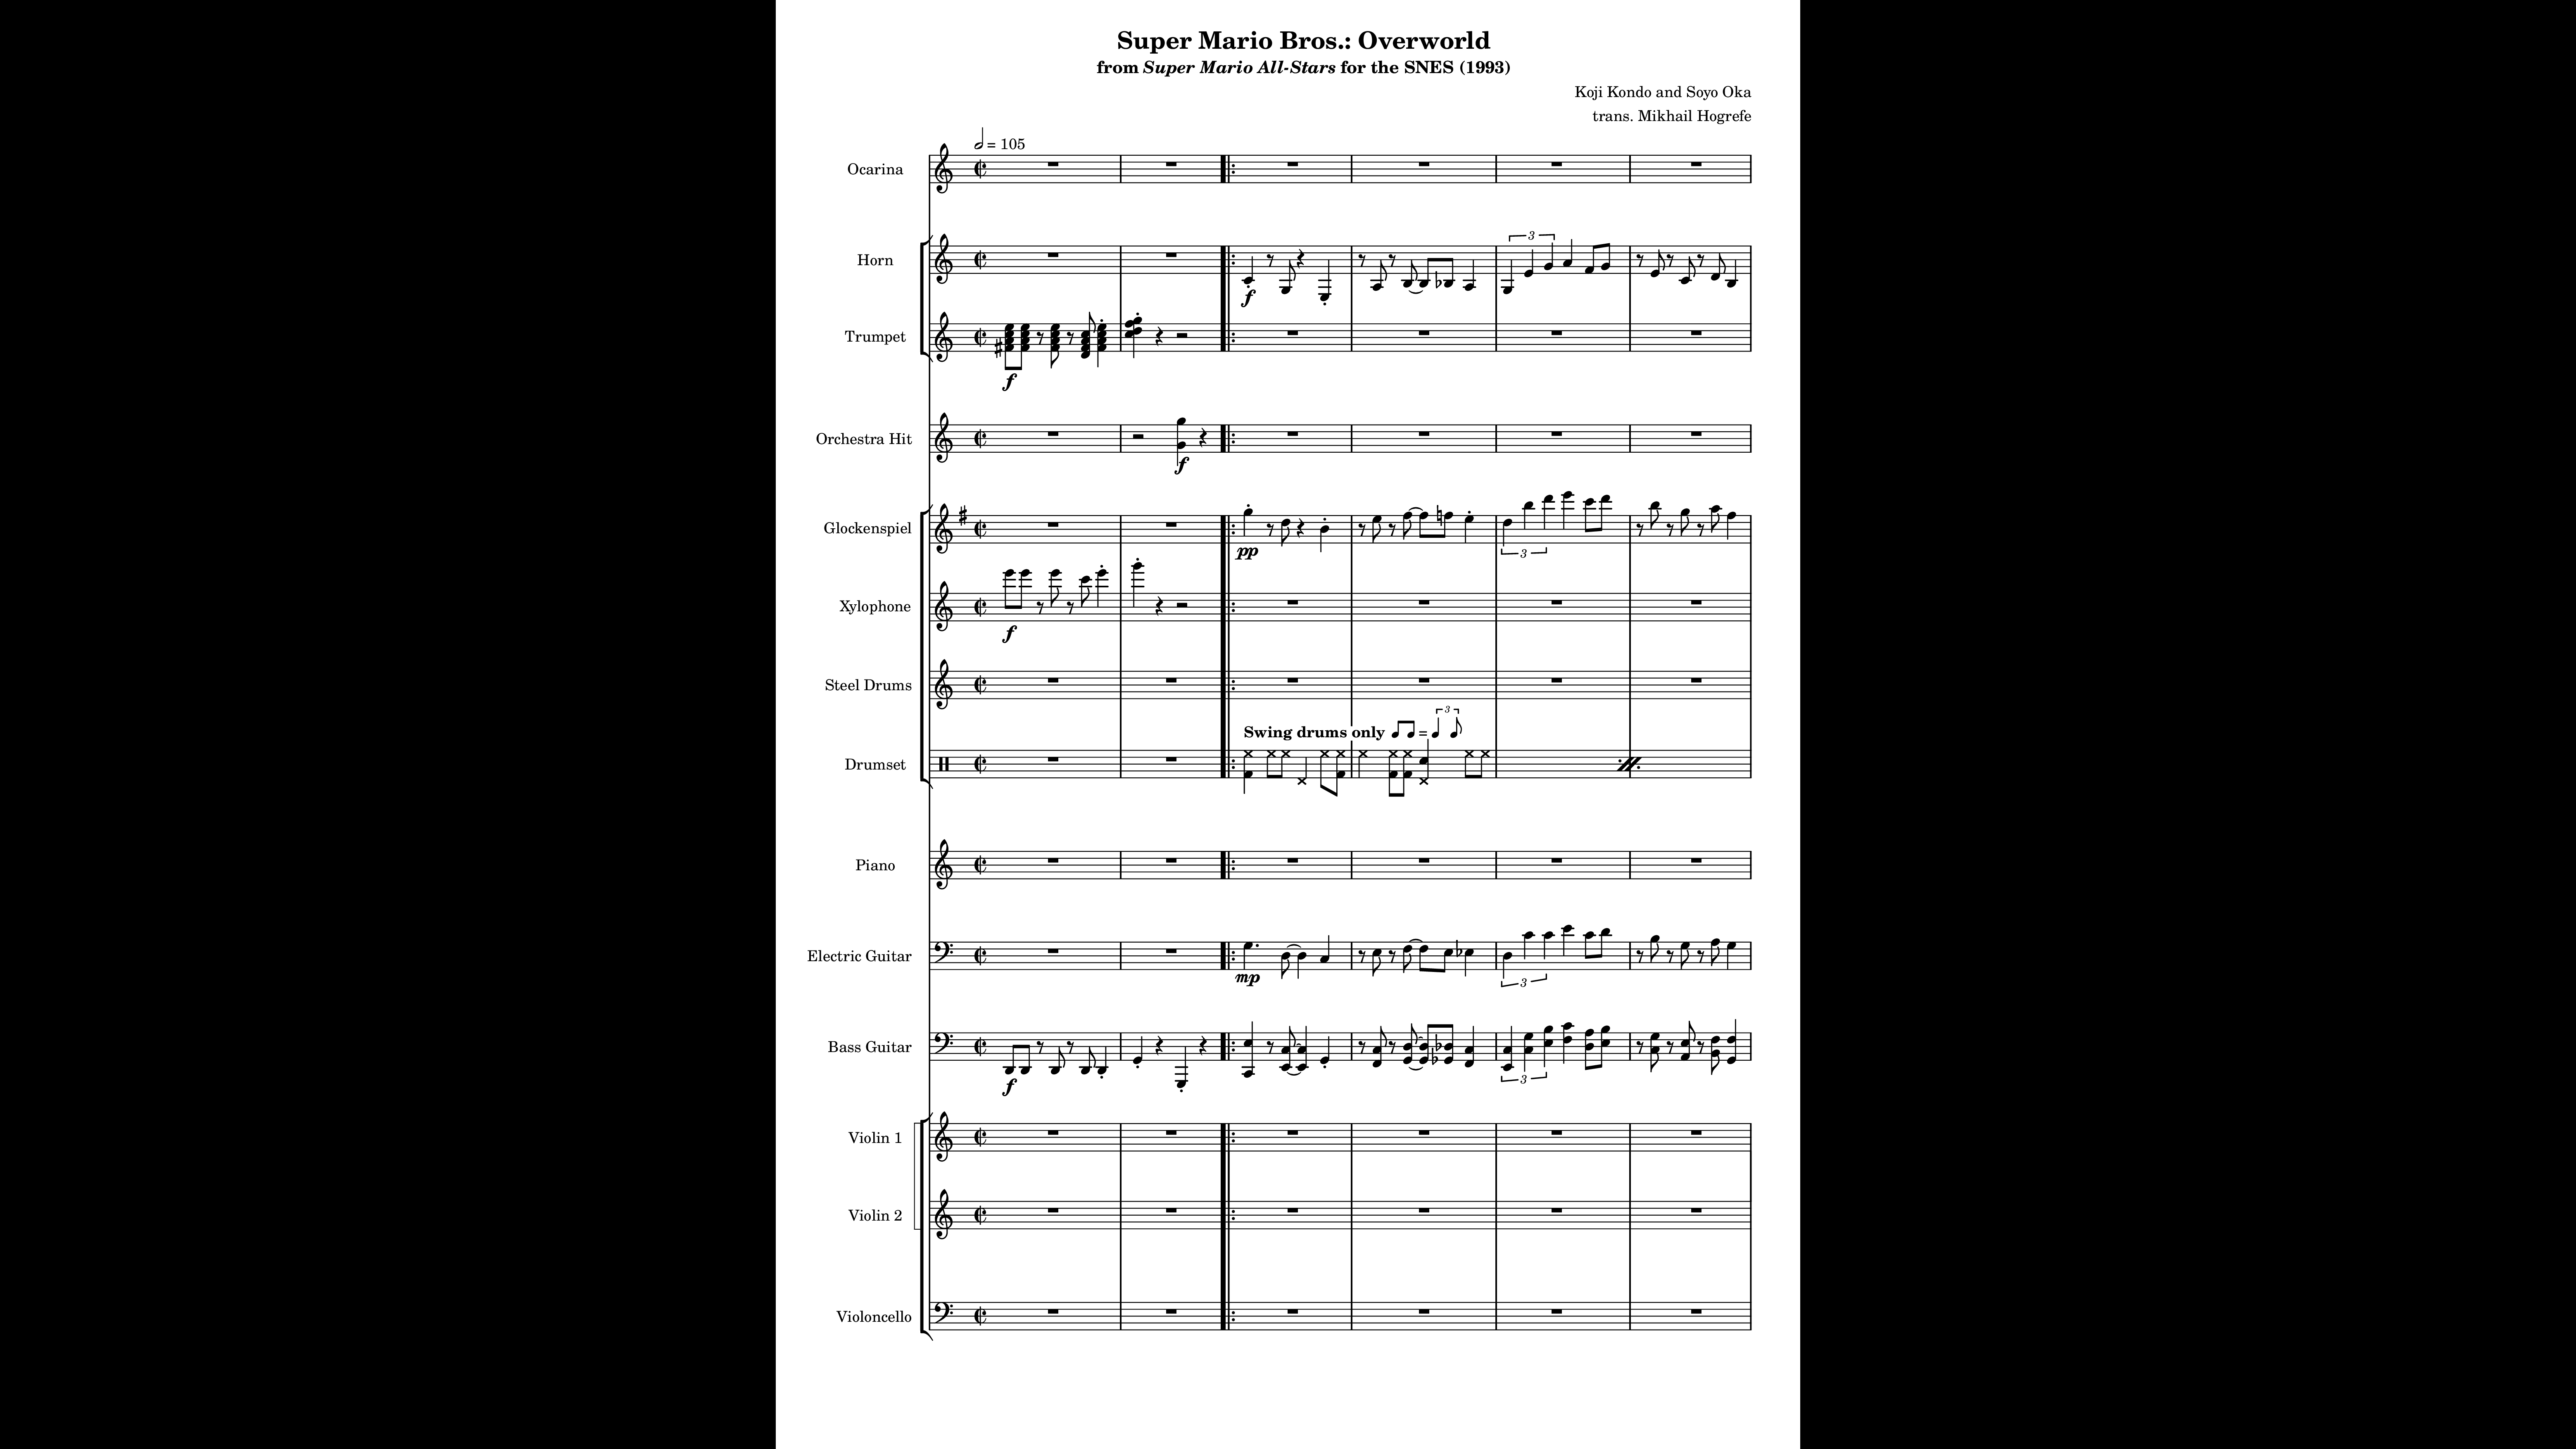 Super Mario Bros.: Overworld
from Super Mario All-Stars for the SNES (1993)
Koji Kondo and Soyo Oka
trans. Mikhail Hogrefe
= 105
Ocarina
3
Horn
f
Trumpet
f
Orchestra Hit
f
Glockenspiel
pp
3
Xylophone
f
Steel Drums
3
Swing drums only =
Drumset
Piano
Electric Guitar
mp
3
Bass Guitar
f
3
Violin 1
Violin 2
Violoncello